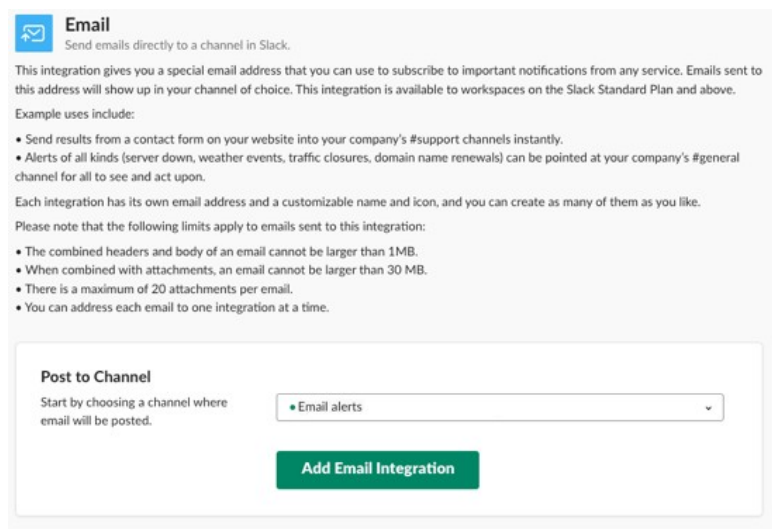 Email
Send emails directly to a channel in Slack.
This integration gives you a special email address that you can use to subscribe to important notifications from any service. Emails sent to
this address will show up in your channel of choice. This integration is available to workspaces on the Slack Standard Plan and above.
Example uses include:
• Send results from a contact form on your website into your company's #support channels instantly.
• Alerts of all kinds (server down, weather events, traffic closures, domain name renewals) can be pointed at your company's #general
channel for all to see and act upon.
Each integration has its own email address and a customizable name and icon, and you can create as many of them as you like.
Please note that the following limits apply to emails sent to this integration:
• The combined headers and body of an email cannot be larger than 1MB.
• When combined with attachments, an email cannot be larger than 30 MB.
• There is a maximum of 20 attachments per email.
• You can address each email to one integration at a time.
Post to Channel
Start by choosing a channel where
email will be posted.
• Email alerts
Add Email Integration